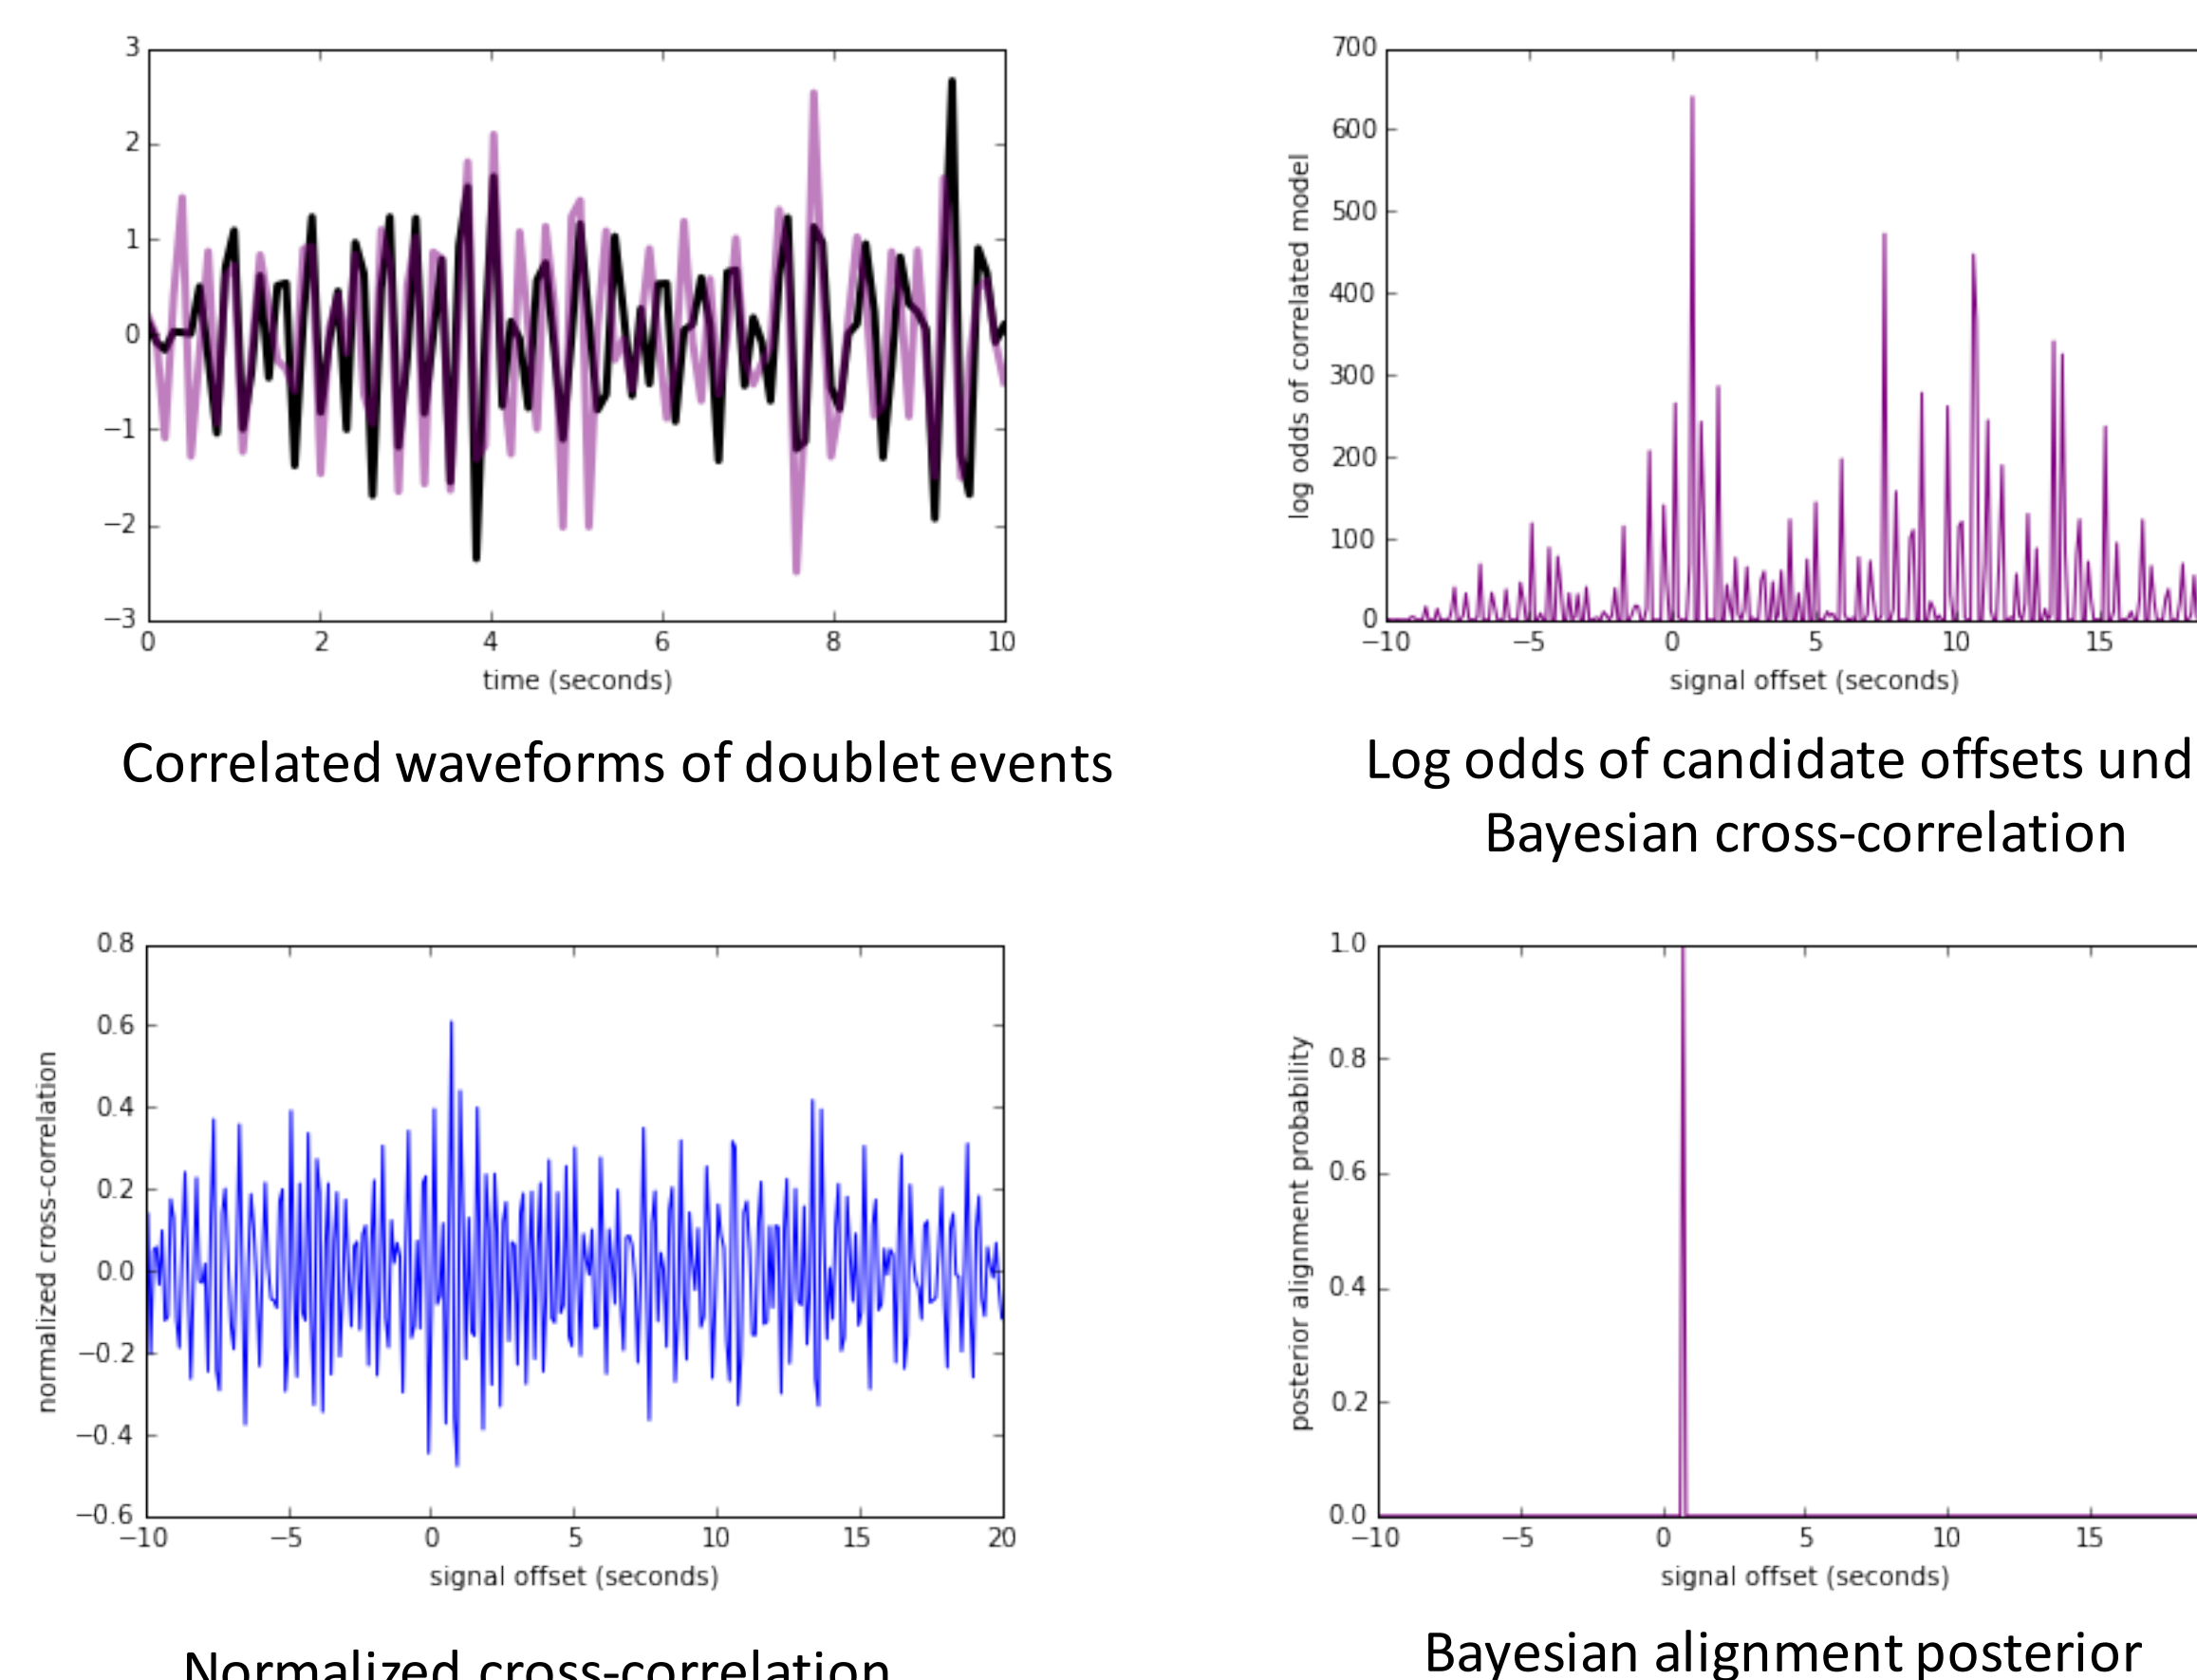 3
2
1
0
−1
−2
−3
0 2 4 6 8 10
time (seconds)
Correlated waveforms of doublet events
700
600
500
400
300
200
100
0
log odds of correlated model
−10 −5 0 5 10 15
signal offset (seconds)
Log odds of candidate offsets und
Bayesian cross-correlation
0.8
0.6
0.4
0.2
0.0
−0.2
−0.4
−0.6
normalized cross-correlation
−10 −5 0 5 10 15 20
signal offset (seconds)
Normalized cross-correlation
1.0
0.8
0.6
0.4
0.2
0.0
posterior alignment probability
−10 −5 0 5 10 15
signal offset (seconds)
Bayesian alignment posterior